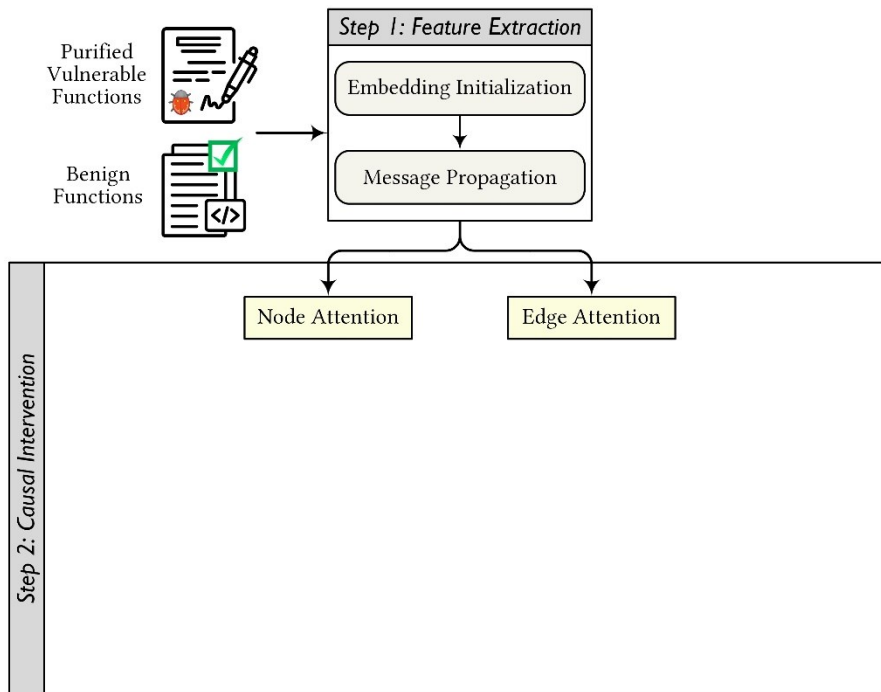 Purified
Vulnerable
Functions
Benign
Functions
</>
Step 1: Feature Extraction
Embedding Initialization
Message Propagation
Step 2: Causal Intervention
Node Attention
Edge Attention